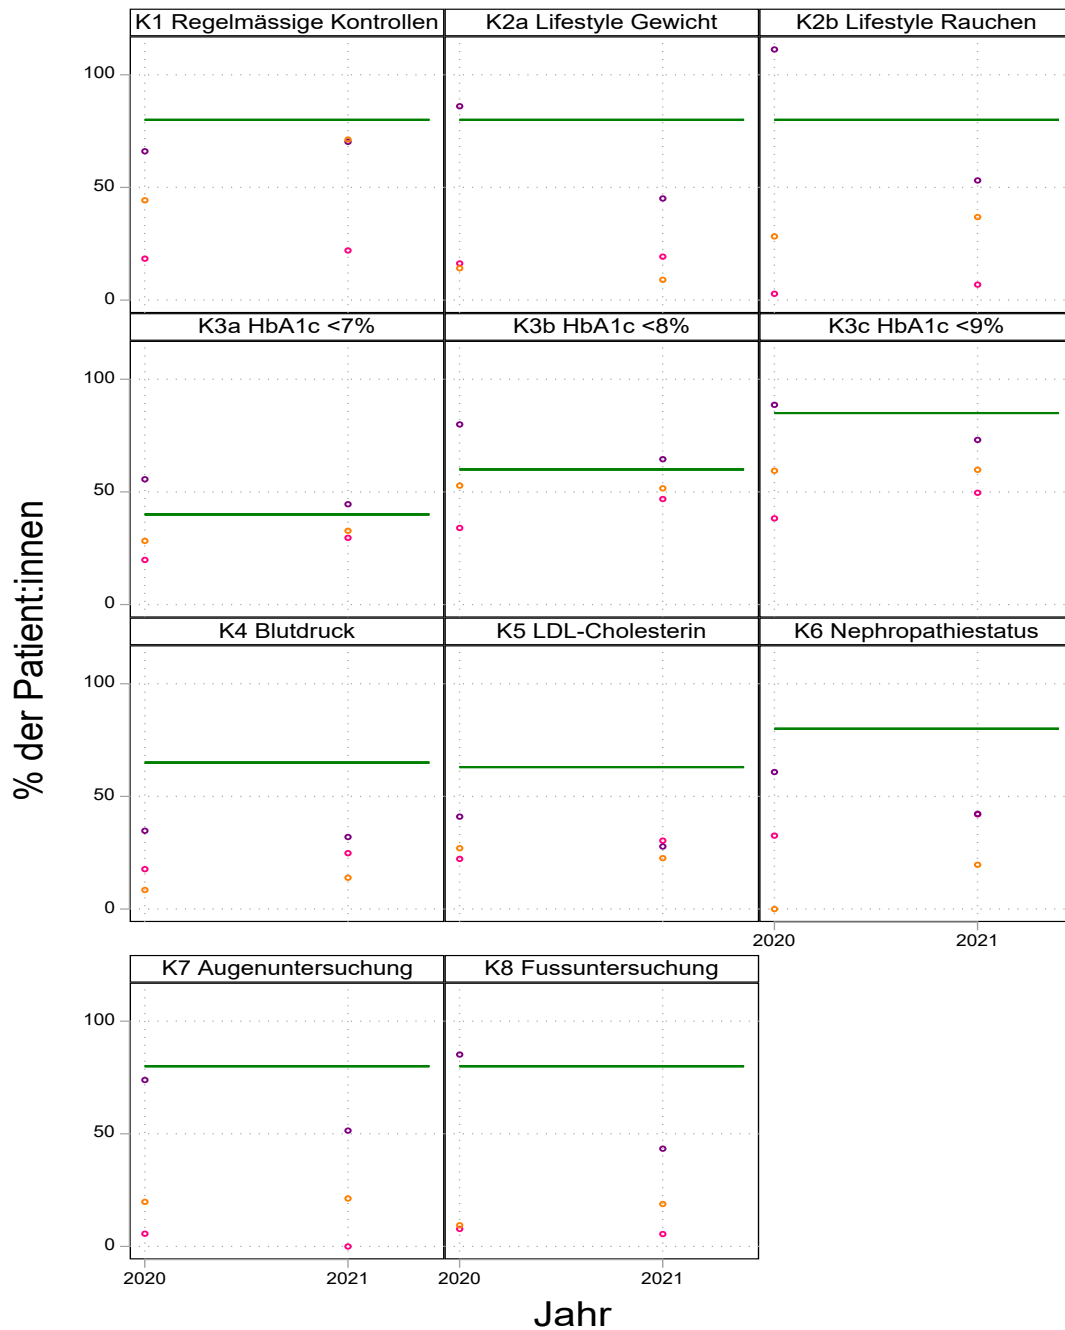 K1 Regelmässige Kontrollen
K2a Lifestyle Gewicht
K2b Lifestyle Rauchen
100
50
0
K3a HbA1c <7%
K3b HbA1c <8%
K3c HbA1c <9%
100
50
0
K4 Blutdruck
K5 LDL-Cholesterin
K6 Nephropathiestatus
100
50
0
2020
2021
K7 Augenuntersuchung
K8 Fussuntersuchung
100
50
0
2020
2021
2020
2021
% der Patient:innen
Jahr